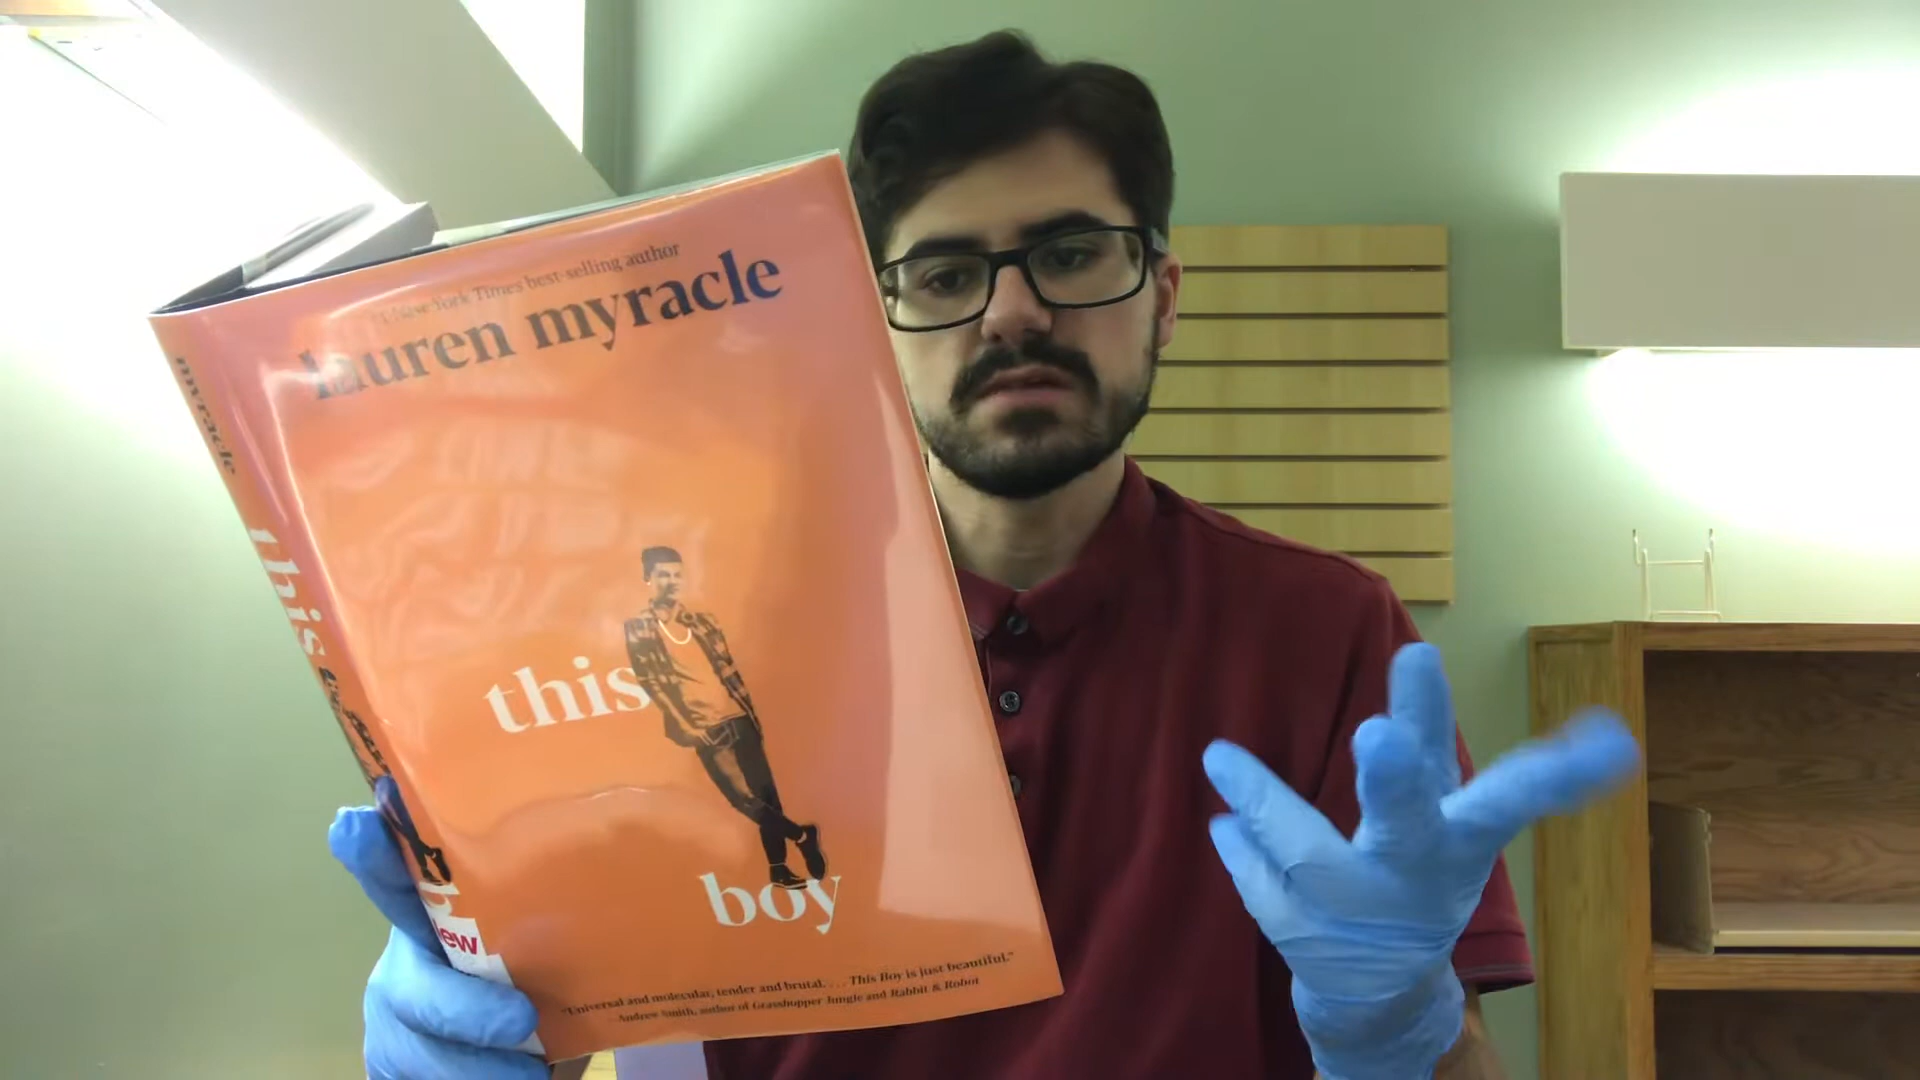 A New York Times best-selling author
lauren myracle
this
boy
"Universal and molecular, tender and brutal. . . . This Boy is just beautiful."
—Andrew Smith, author of Grasshopper Jungle and Rabbit & Robot
myracle
this